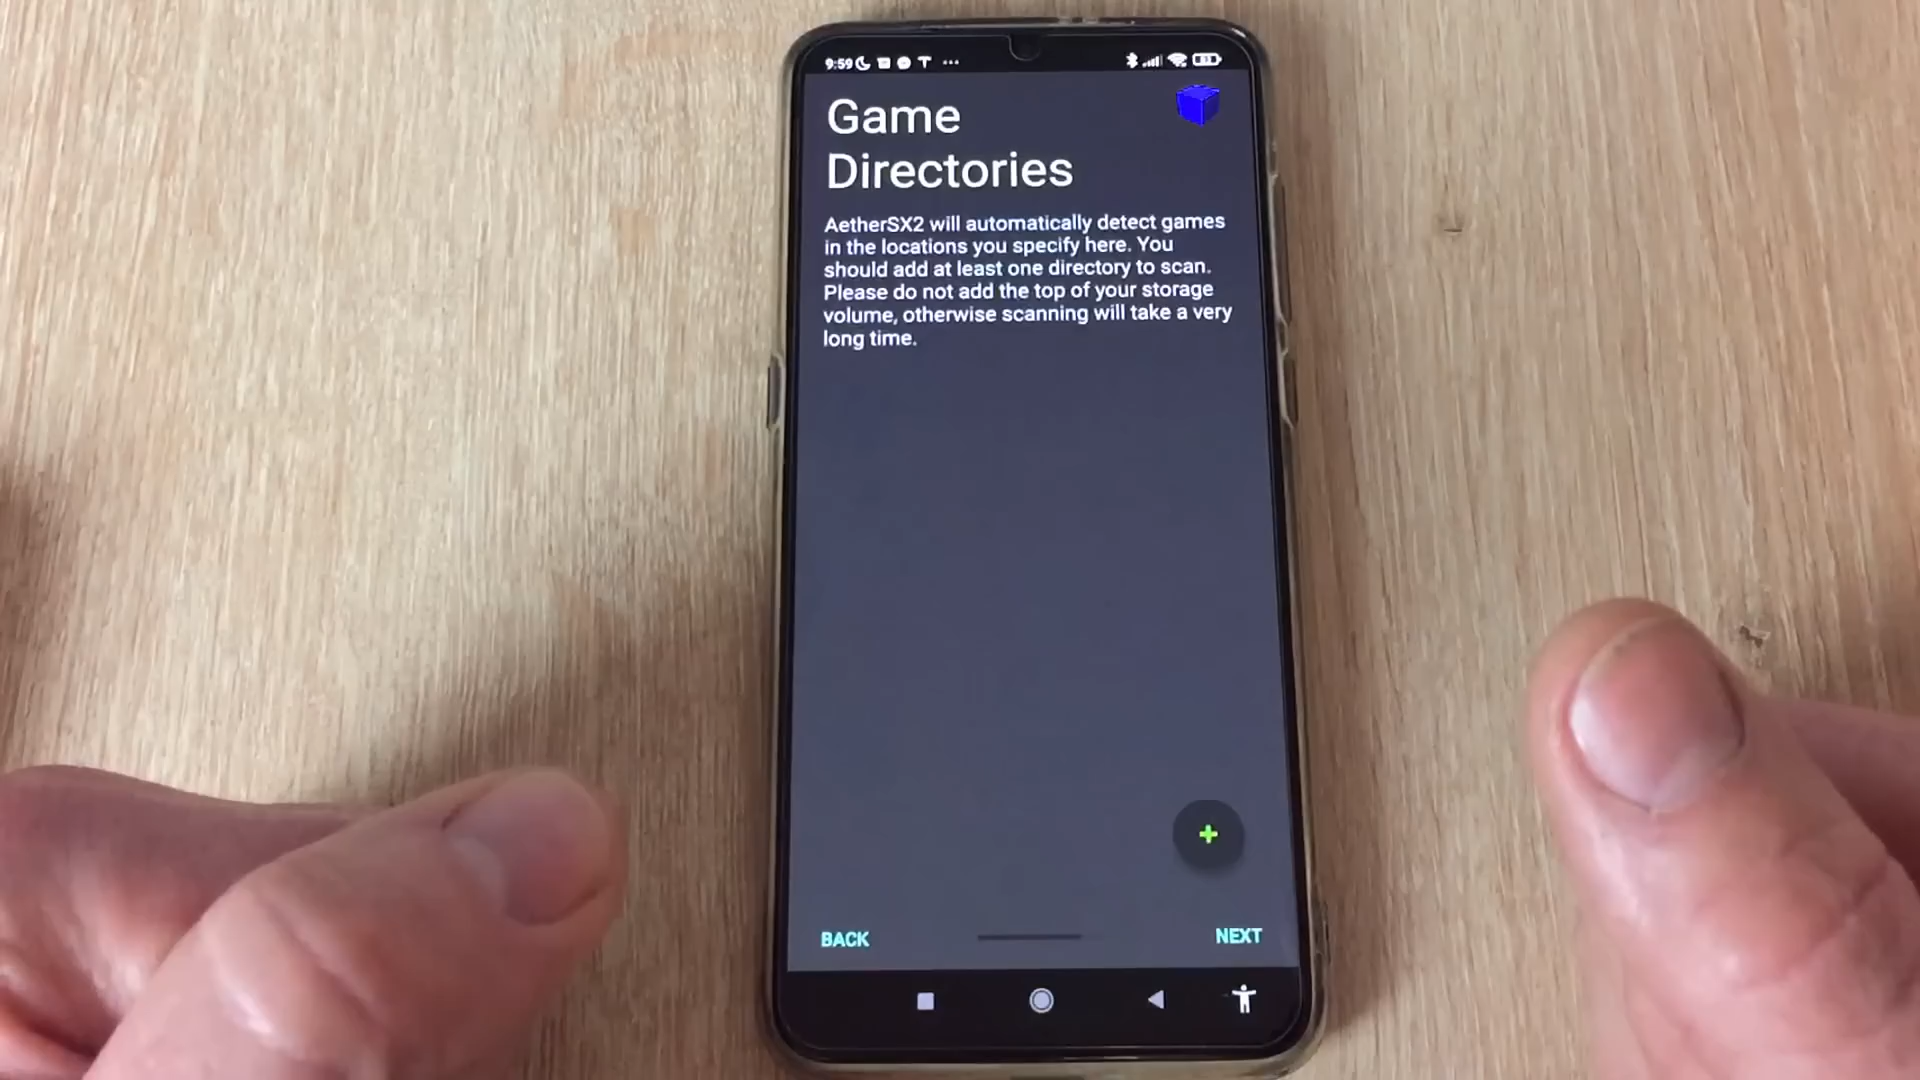 9:59
Game
Directories
AetherSX2 will automatically detect games
in the locations you specify here. You
should add at least one directory to scan.
Please do not add the top of your storage
volume, otherwise scanning will take a very
long time.
+
BACK
NEXT